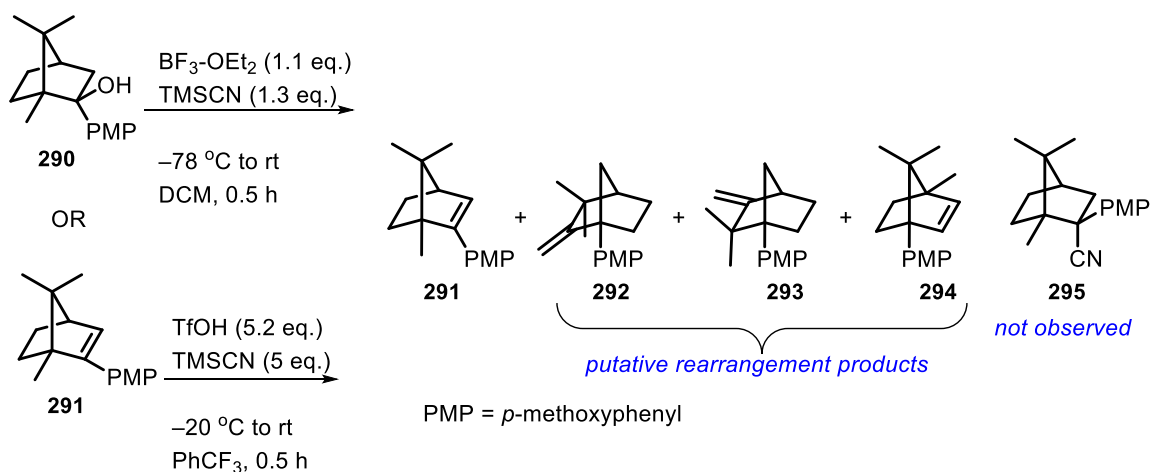 BF3-OEt2 (1.1 eq.)
TMSCN (1.3 eq.)
OH
PMP
290
–78 oC to rt
DCM, 0.5 h
OR
PMP
291
TfOH (5.2 eq.)
TMSCN (5 eq.)
–20 oC to rt
PhCF3, 0.5 h
PMP
291
+
PMP
292
+
PMP
293
+
PMP
294
PMP
CN
295
not observed
putative rearrangement products
PMP = p-methoxyphenyl